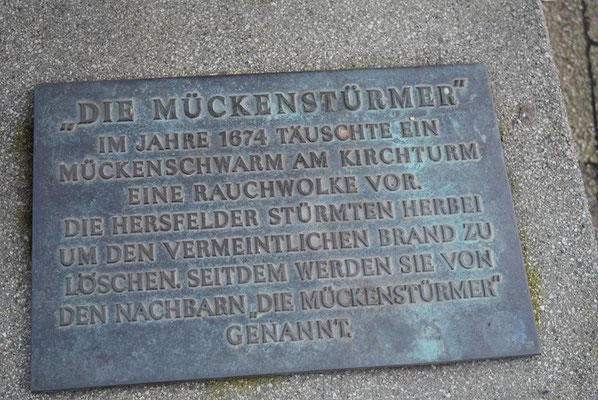 „DIE MÜCKENSTÜRMER“
IM JAHRE 1674 TÄUSCHTE EIN
MÜCKENSCHWARM AM KIRCHTURM
EINE RAUCHWOLKE VOR.
DIE HERSFELDER STÜRMTEN HERBEI
UM DEN VERMEINTLICHEN BRAND ZU
LÖSCHEN. SEITDEM WERDEN SIE VON
DEN NACHBARN „DIE MÜCKENSTÜRMER“
GENANNT.